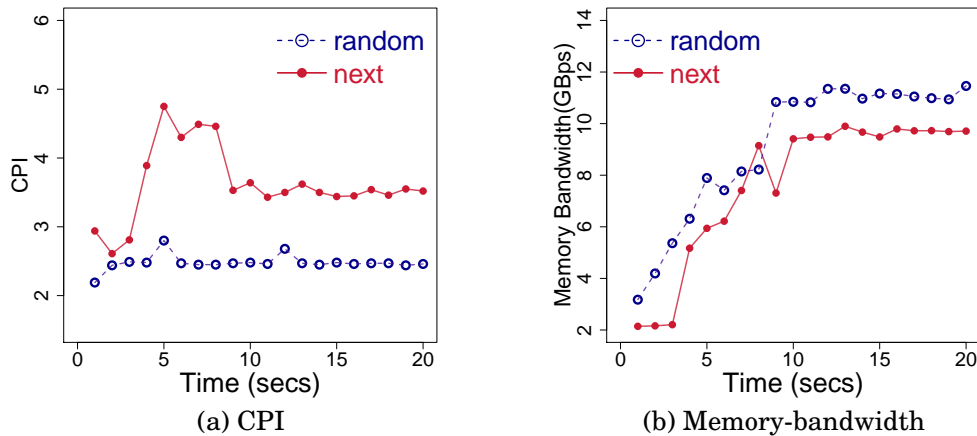 6
5
4
3
2
CPI
random
next
0
5
10
15
20
Time (secs)
(a) CPI
14
12
10
8
6
4
2
Memory Bandwidth(GBps)
random
next
0
5
10
15
20
Time (secs)
(b) Memory-bandwidth